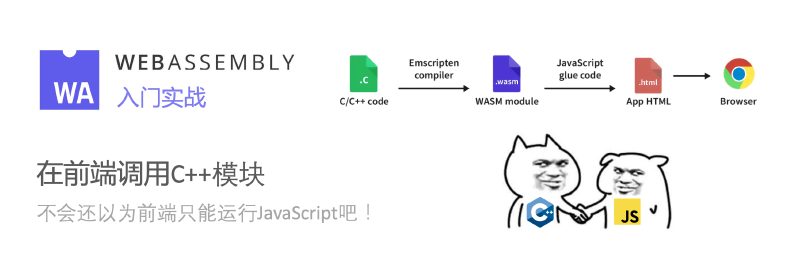 WA
WEBASSEMBLY
入门实战
Emscripten
compiler
JavaScript
glue code
.C
.wasm
.html
C/C++ code
WASM module
App HTML
Browser
在前端调用C++模块
不会还以为前端只能运行JavaScript吧！
C++
JS